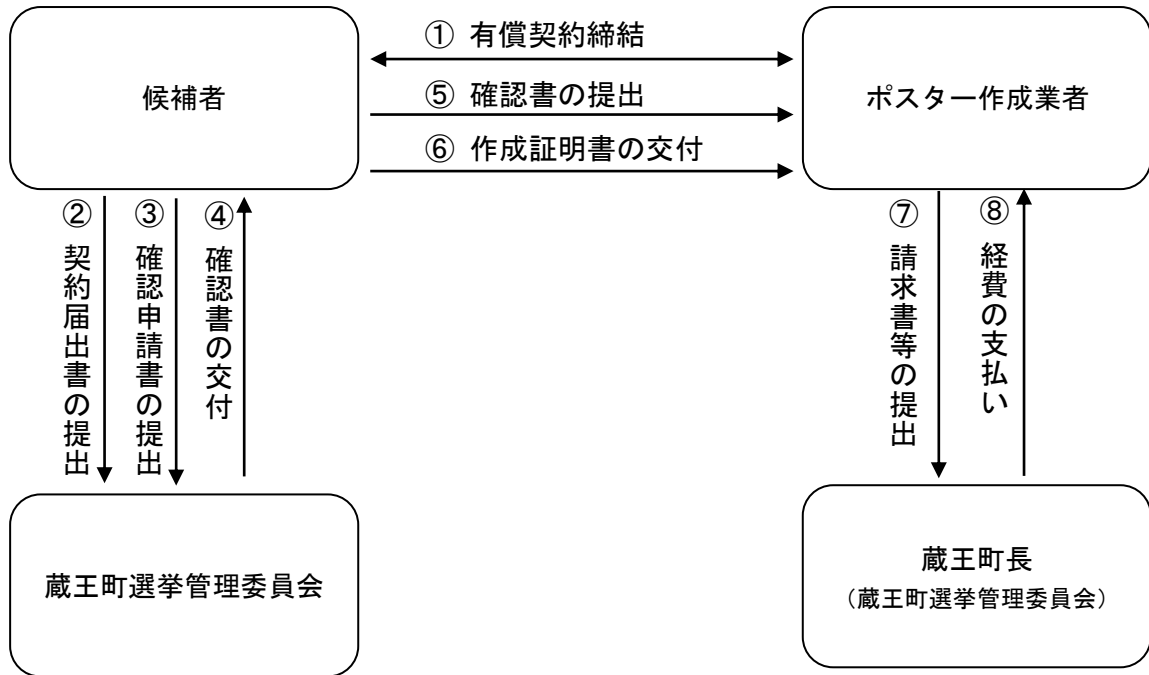 ① 有償契約締結
候補者
⑤ 確認書の提出
ポスター作成業者
⑥ 作成証明書の交付
② 契約届出書の提出
③ 確認申請書の提出
④ 確認書の交付
⑦ 請求書等の提出
⑧ 経費の支払い
蔵王町選挙管理委員会
蔵王町長
（蔵王町選挙管理委員会）